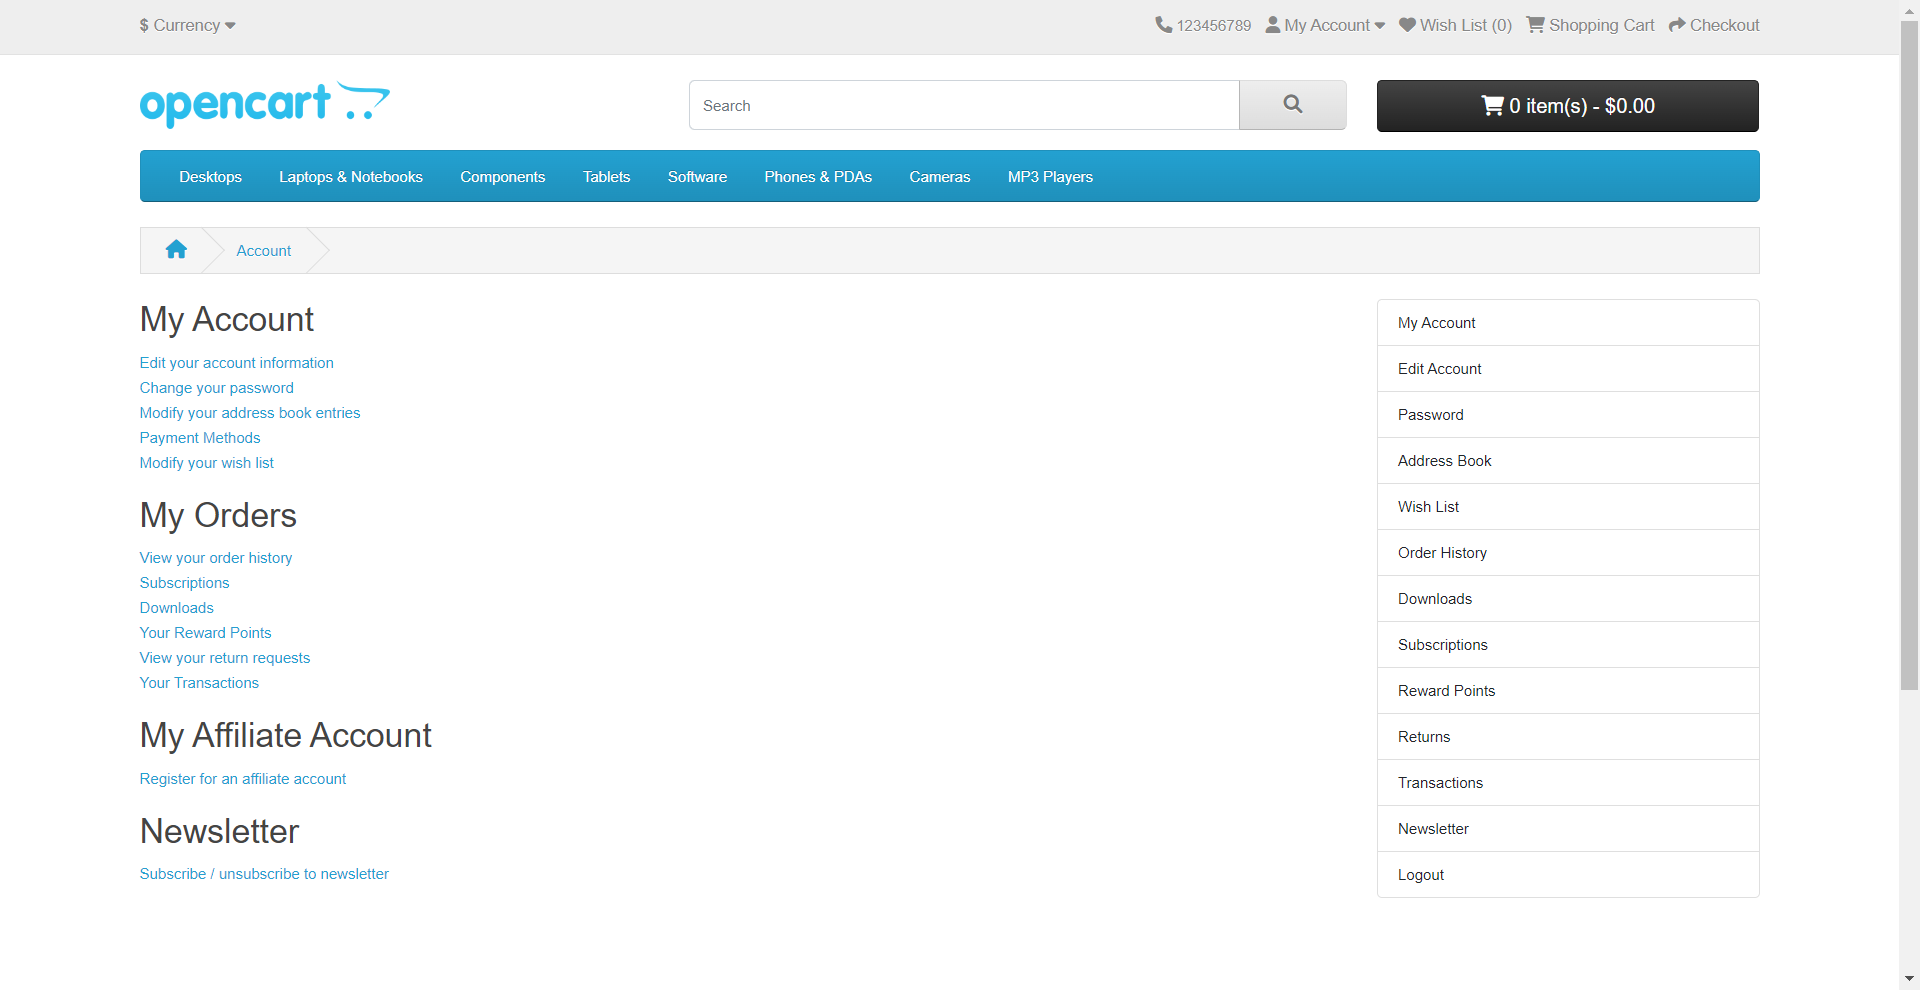 $ Currency
123456789 My Account Wish List (0) Shopping Cart Checkout
opencart
Search
0 item(s) - $0.00
Desktops Laptops & Notebooks Components Tablets Software Phones & PDAs Cameras MP3 Players
Account
My Account
Edit your account information
Change your password
Modify your address book entries
Payment Methods
Modify your wish list
My Orders
View your order history
Subscriptions
Downloads
Your Reward Points
View your return requests
Your Transactions
My Affiliate Account
Register for an affiliate account
Newsletter
Subscribe / unsubscribe to newsletter
My Account
Edit Account
Password
Address Book
Wish List
Order History
Downloads
Subscriptions
Reward Points
Returns
Transactions
Newsletter
Logout